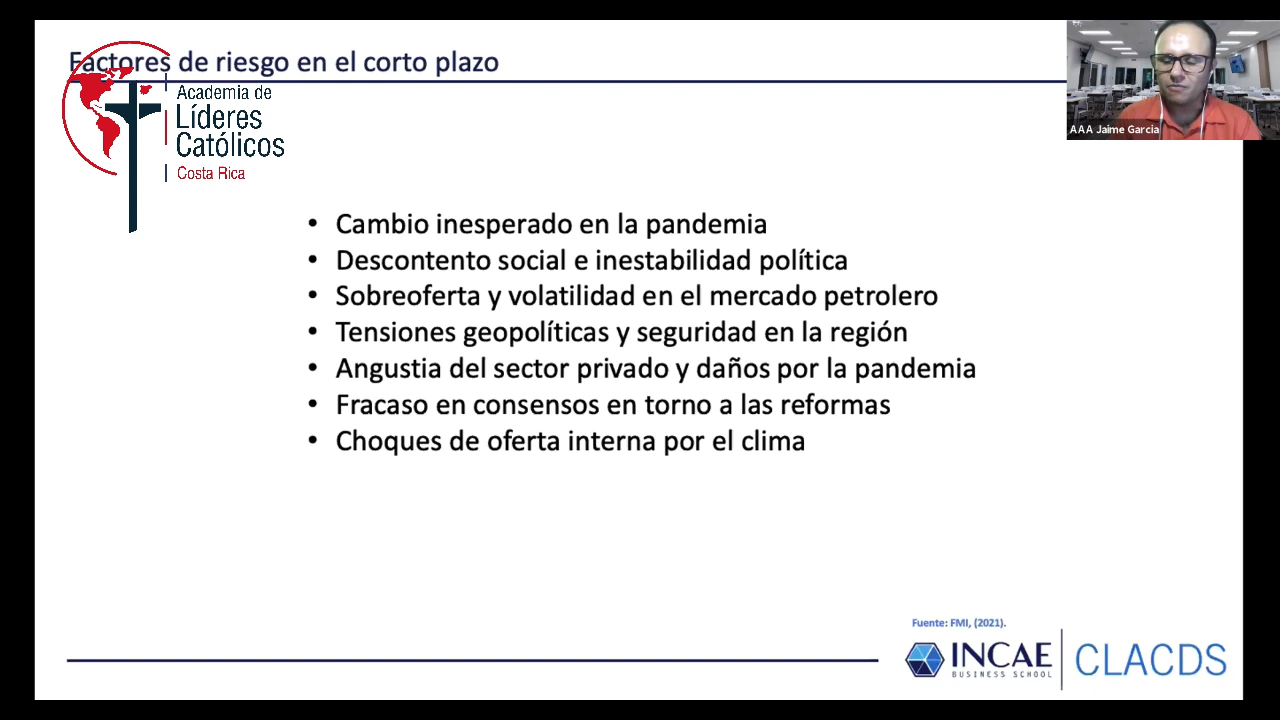 Factores de riesgo en el corto plazo
Academia de
Líderes
Católicos
Costa Rica
AAA Jaime Garcia
• Cambio inesperado en la pandemia
• Descontento social e inestabilidad política
• Sobreoferta y volatilidad en el mercado petrolero
• Tensiones geopolíticas y seguridad en la región
• Angustia del sector privado y daños por la pandemia
• Fracaso en consensos en torno a las reformas
• Choques de oferta interna por el clima
Fuente: FMI, (2021).
INCAE
BUSINESS SCHOOL
CLACDS